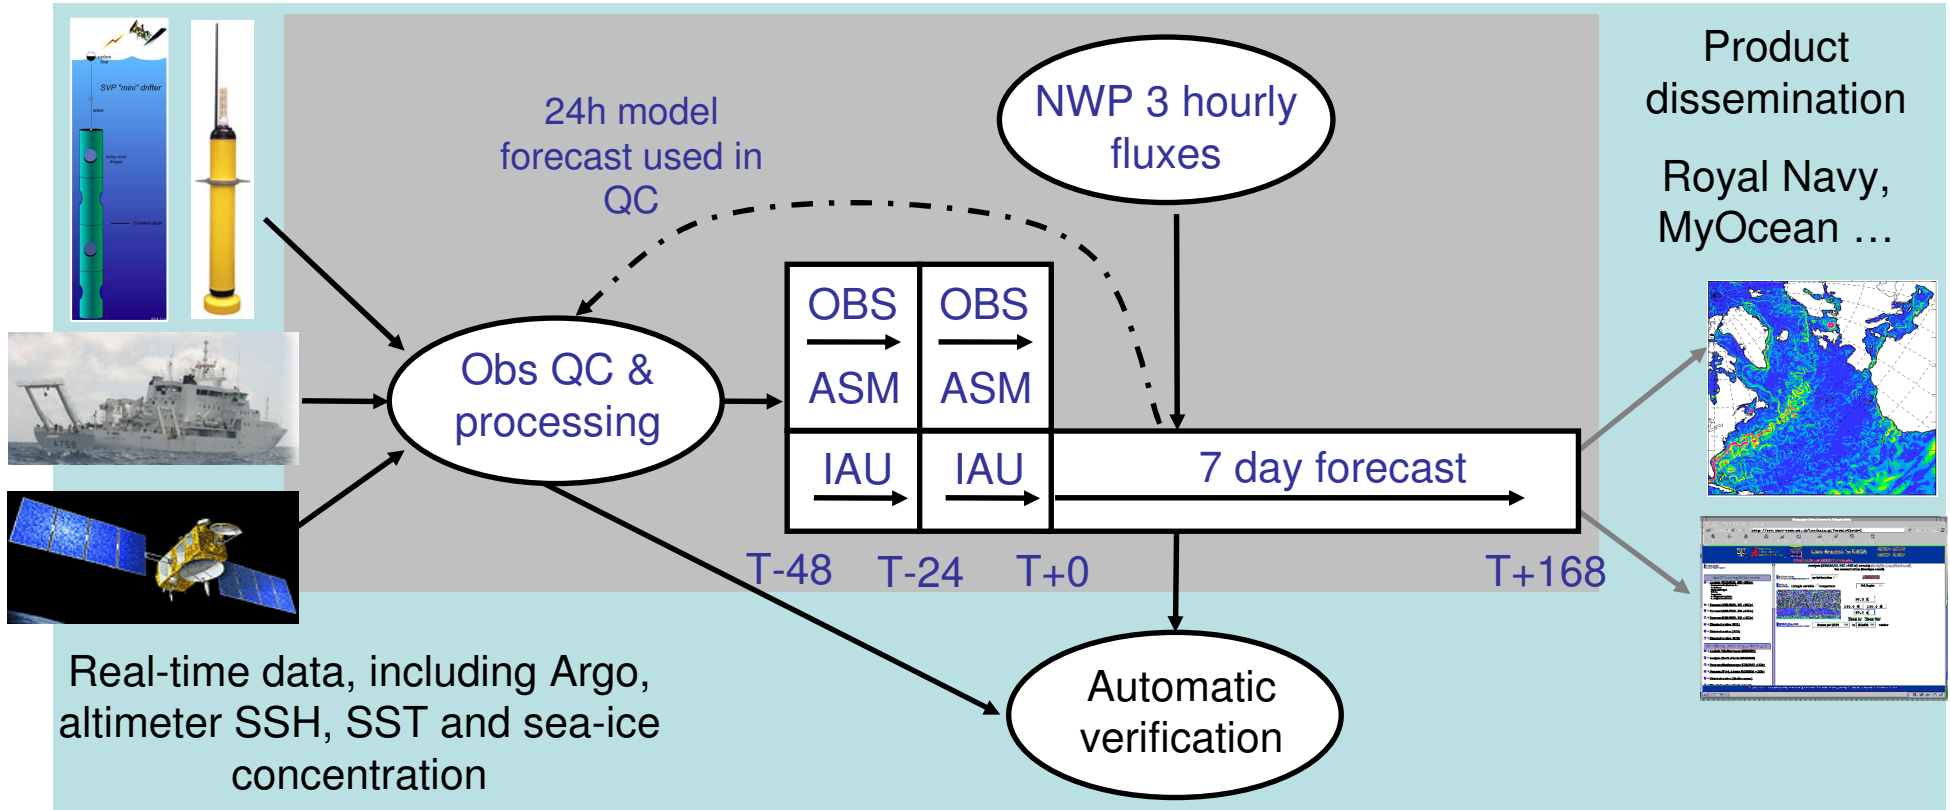 SVP "mini" drifter
24h model
forecast used in
QC
NWP 3 hourly
fluxes
Product
dissemination
Royal Navy,
MyOcean …
Obs QC &
processing
OBS
OBS
ASM
ASM
IAU
IAU
7 day forecast
T-48
T-24
T+0
T+168
Automatic
verification
Real-time data, including Argo,
altimeter SSH, SST and sea-ice
concentration